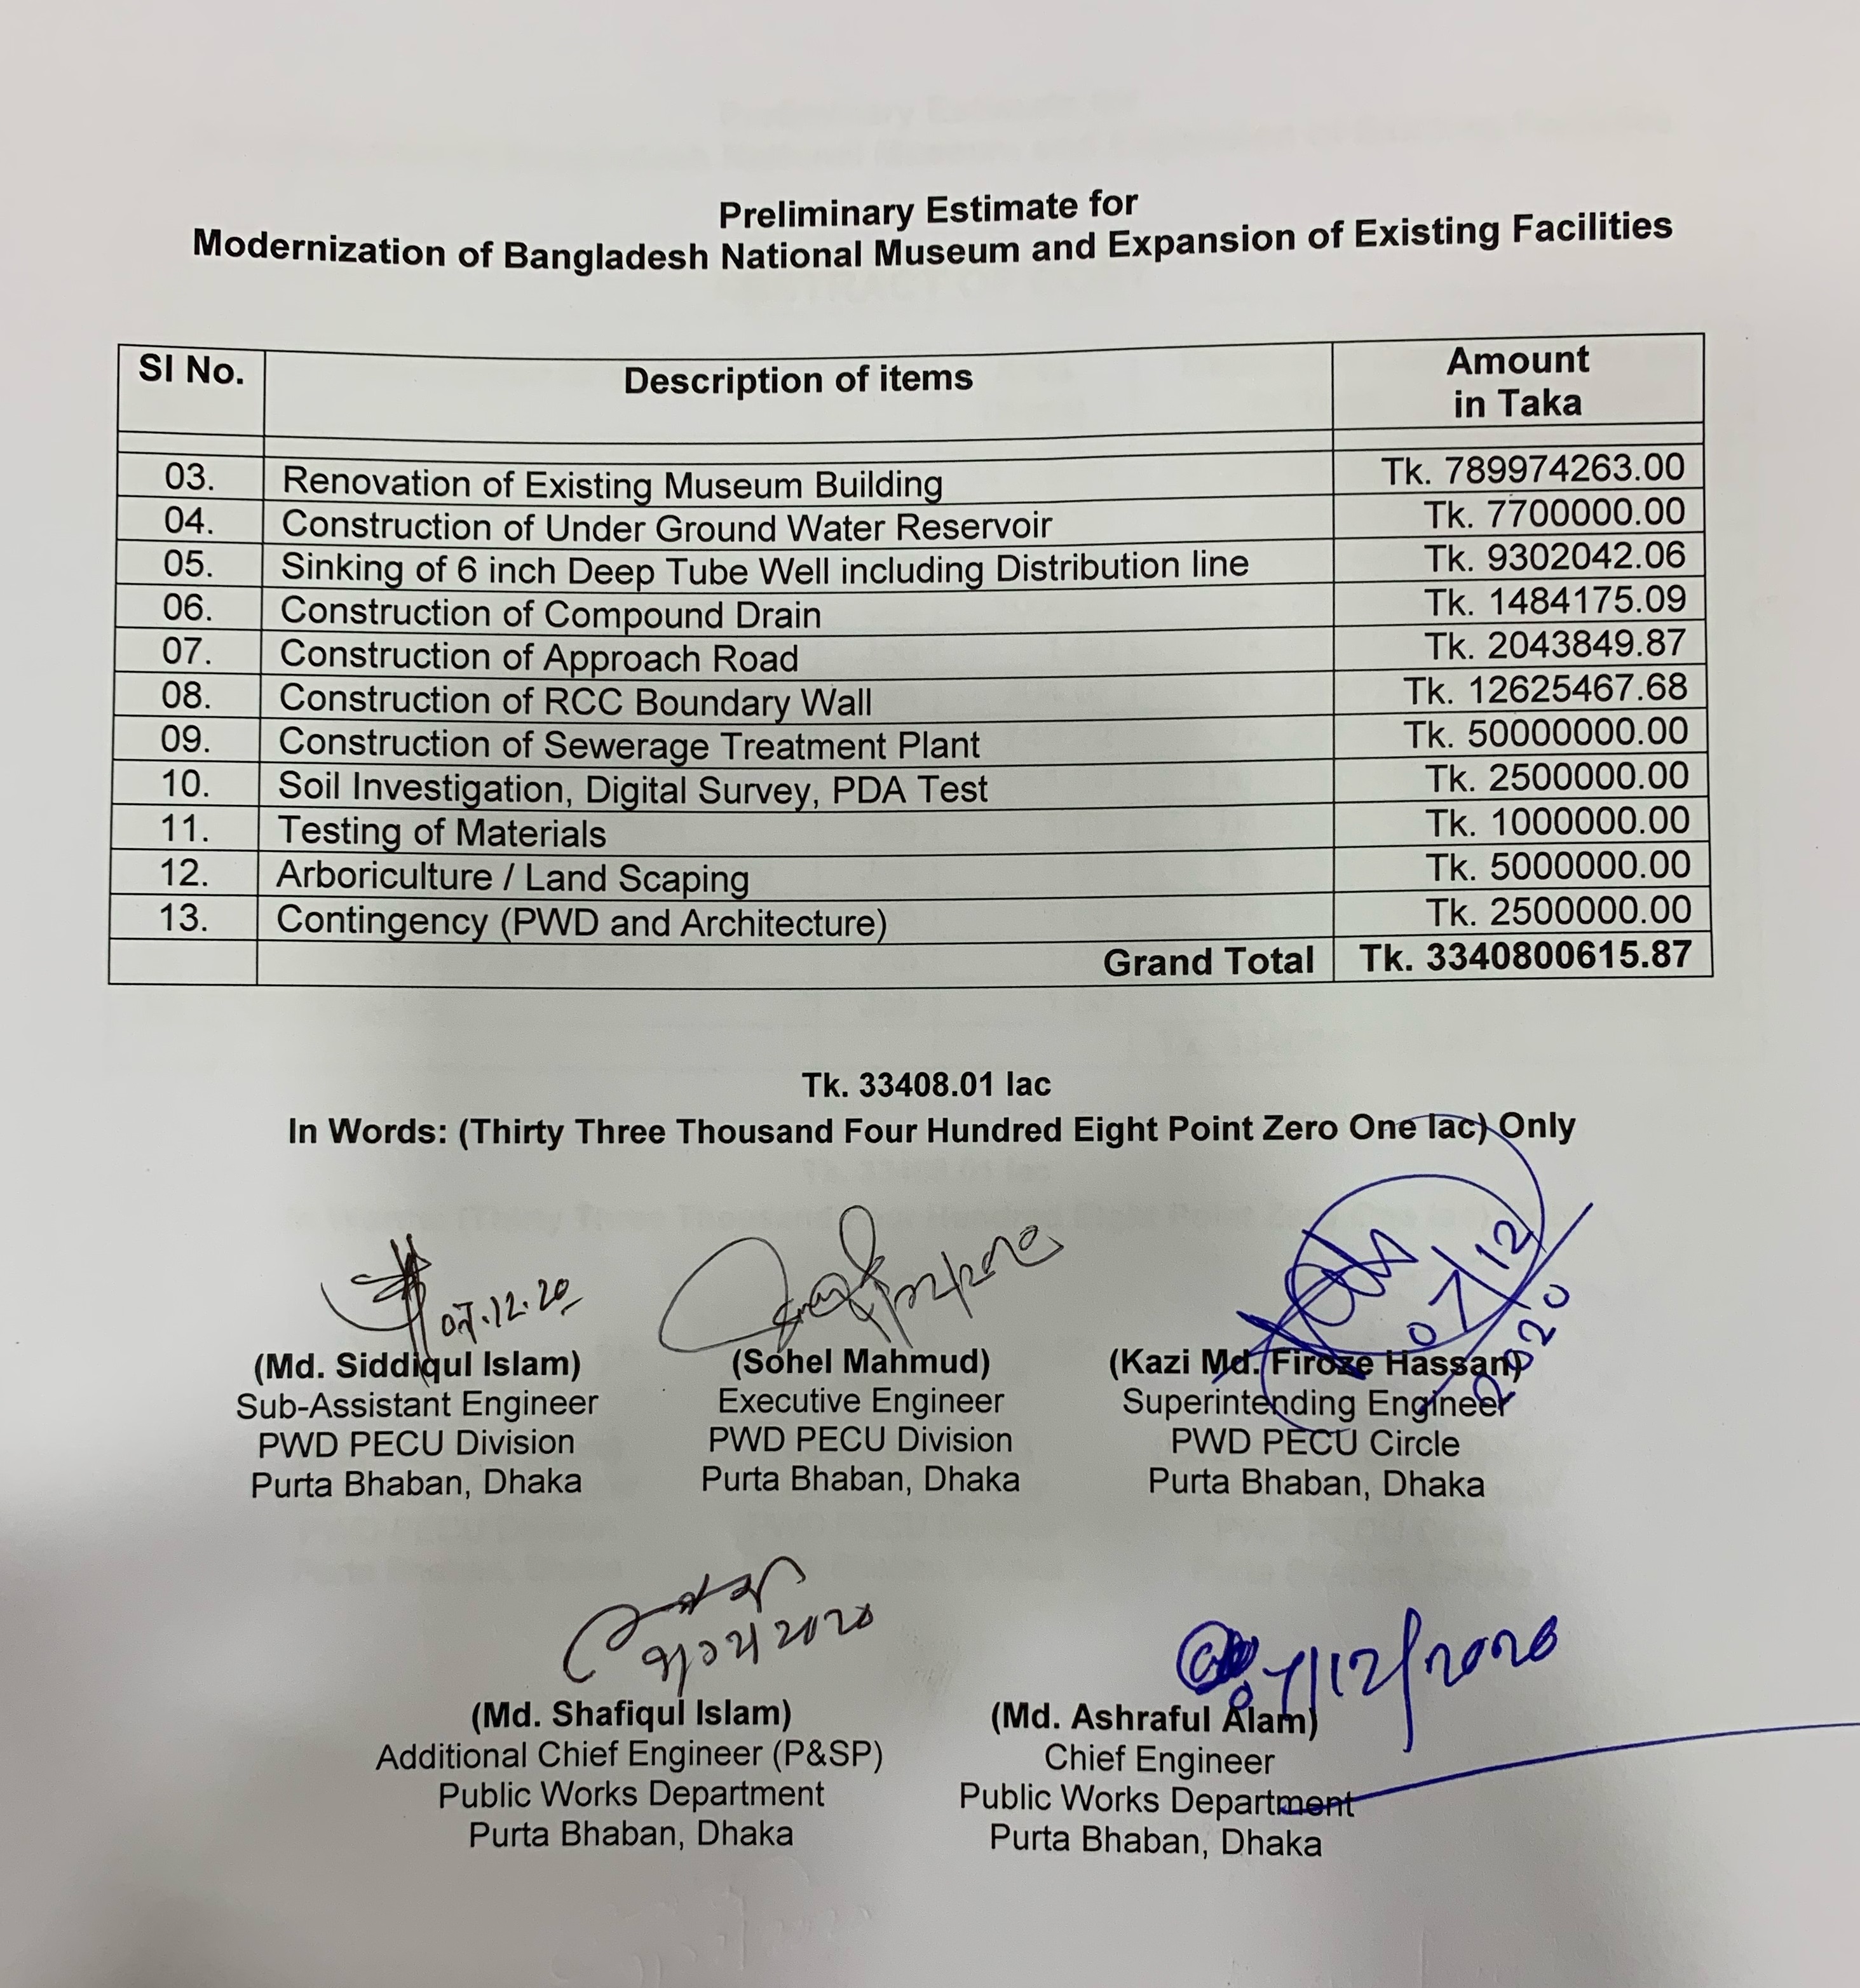 Preliminary Estimate for
Modernization of Bangladesh National Museum and Expansion of Existing Facilities
SI No. Description of items Amount in Taka
03. Renovation of Existing Museum Building Tk. 789974263.00
04. Construction of Under Ground Water Reservoir Tk. 7700000.00
05. Sinking of 6 inch Deep Tube Well including Distribution line Tk. 9302042.06
06. Construction of Compound Drain Tk. 1484175.09
07. Construction of Approach Road Tk. 2043849.87
08. Construction of RCC Boundary Wall Tk. 12625467.68
09. Construction of Sewerage Treatment Plant Tk. 50000000.00
10. Soil Investigation, Digital Survey, PDA Test Tk. 2500000.00
11. Testing of Materials Tk. 1000000.00
12. Arboriculture / Land Scaping Tk. 5000000.00
13. Contingency (PWD and Architecture) Tk. 2500000.00
Grand Total Tk. 3340800615.87
Tk. 33408.01 lac
In Words: (Thirty Three Thousand Four Hundred Eight Point Zero One lac) Only
07.12.20 07/12/2020
(Md. Siddiqul Islam) (Sohel Mahmud) (Kazi Md. Firoze Hassan)
Sub-Assistant Engineer Executive Engineer Superintending Engineer
PWD PECU Division PWD PECU Division PWD PECU Circle
Purta Bhaban, Dhaka Purta Bhaban, Dhaka Purta Bhaban, Dhaka
07/12/2020
(Md. Shafiqul Islam) (Md. Ashraful Alam)
Additional Chief Engineer (P&SP) Chief Engineer
Public Works Department Public Works Department
Purta Bhaban, Dhaka Purta Bhaban, Dhaka